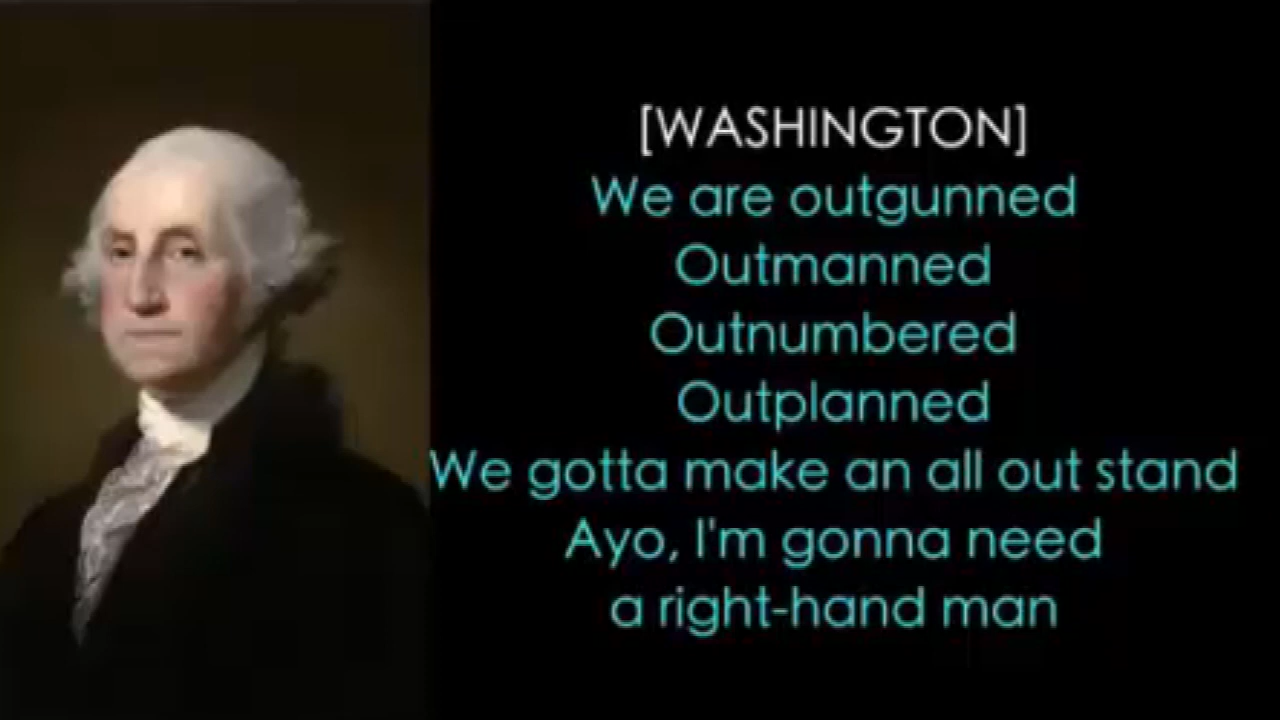 [WASHINGTON]
We are outgunned
Outmanned
Outnumbered
Outplanned
We gotta make an all out stand
Ayo, I'm gonna need
a right-hand man